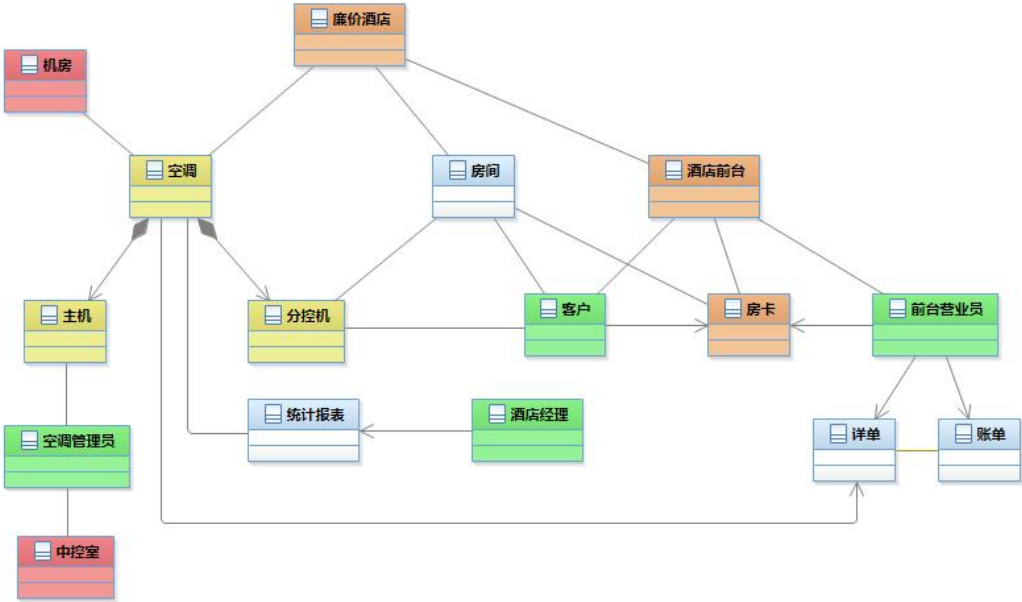 廉价酒店
机房
空调
房间
酒店前台
主机
分控机
客户
房卡
前台营业员
统计报表
酒店经理
详单
账单
空调管理员
中控室